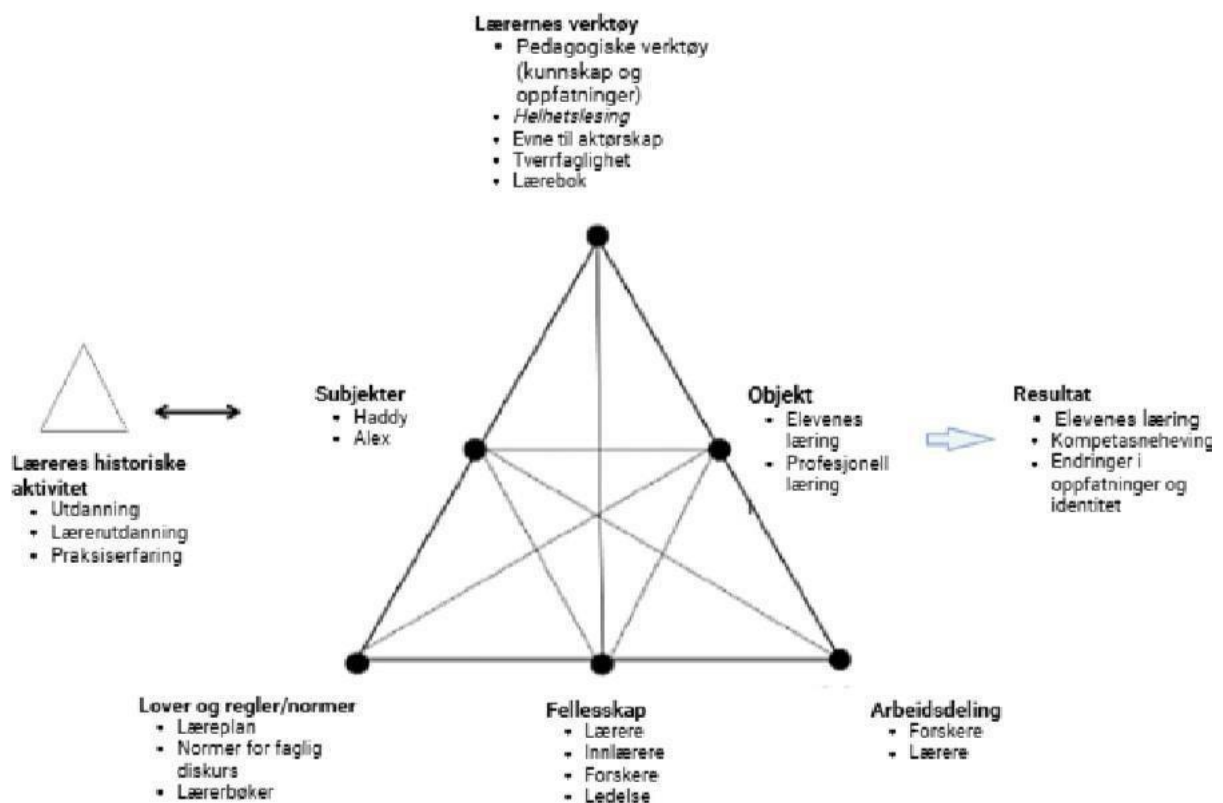 Lærernes verktøy
▪ Pedagogiske verktøy
(kunnskap og
oppfatninger)
• Helhetslesing
• Evne til aktørskap
• Tverrfaglighet
• Lærebok
Læreres historiske
aktivitet
▪ Utdanning
▪ Lærerutdanning
▪ Praksiserfaring
Subjekter
▪ Haddy
▪ Alex
Objekt
• Elevenes
læring
• Profesjonell
læring
Resultat
▪ Elevenes læring
• Kompetasneheving
• Endringer i
oppfatninger og
identitet
Lover og regler/normer
▪ Læreplan
▪ Normer for faglig
diskurs
▪ Lærerbøker
Fellesskap
▪ Lærere
▪ Innlærere
▪ Forskere
▪ Ledelse
Arbeidsdeling
▪ Forskere
▪ Lærere